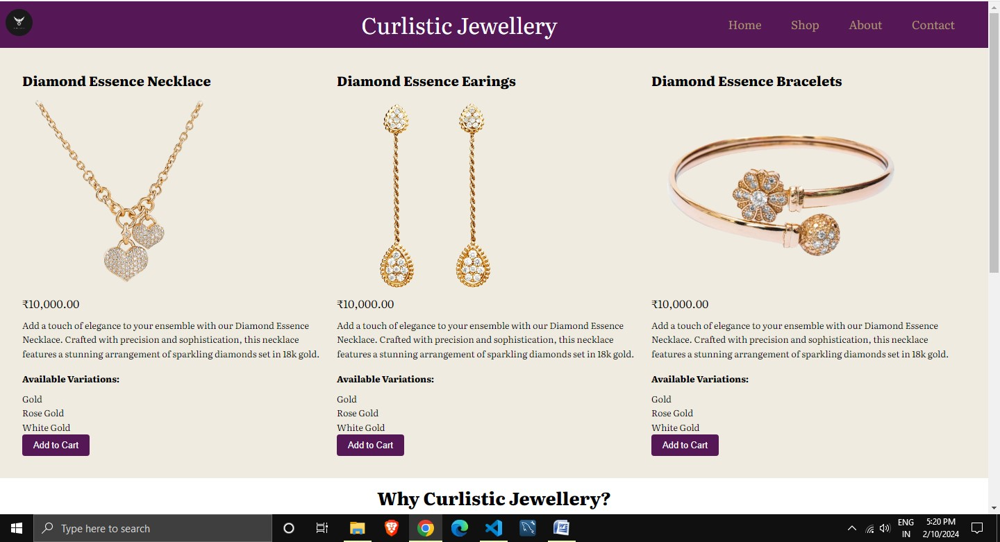 Curlistic Jewellery
Home Shop About Contact
Diamond Essence Necklace
₹10,000.00
Add a touch of elegance to your ensemble with our Diamond Essence
Necklace. Crafted with precision and sophistication, this necklace
features a stunning arrangement of sparkling diamonds set in 18k gold.
Available Variations:
Gold
Rose Gold
White Gold
Add to Cart
Diamond Essence Earings
₹10,000.00
Add a touch of elegance to your ensemble with our Diamond Essence
Necklace. Crafted with precision and sophistication, this necklace
features a stunning arrangement of sparkling diamonds set in 18k gold.
Available Variations:
Gold
Rose Gold
White Gold
Add to Cart
Diamond Essence Bracelets
₹10,000.00
Add a touch of elegance to your ensemble with our Diamond Essence
Necklace. Crafted with precision and sophistication, this necklace
features a stunning arrangement of sparkling diamonds set in 18k gold.
Available Variations:
Gold
Rose Gold
White Gold
Add to Cart
Why Curlistic Jewellery?
Type here to search
ENG
IN
5:20 PM
2/10/2024